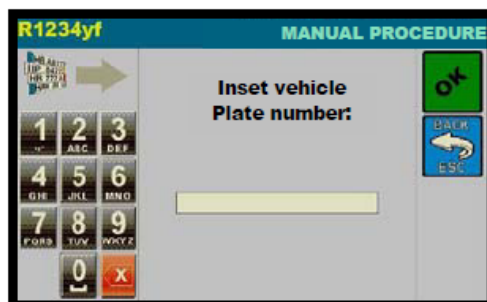 R1234yf MANUAL PROCEDURE
Inset vehicle
Plate number:
OK
BACK
ESC
1 2 3
ABC DEF
4 5 6
GHI JKL MNO
7 8 9
PQRS TUV WXYZ
0 X